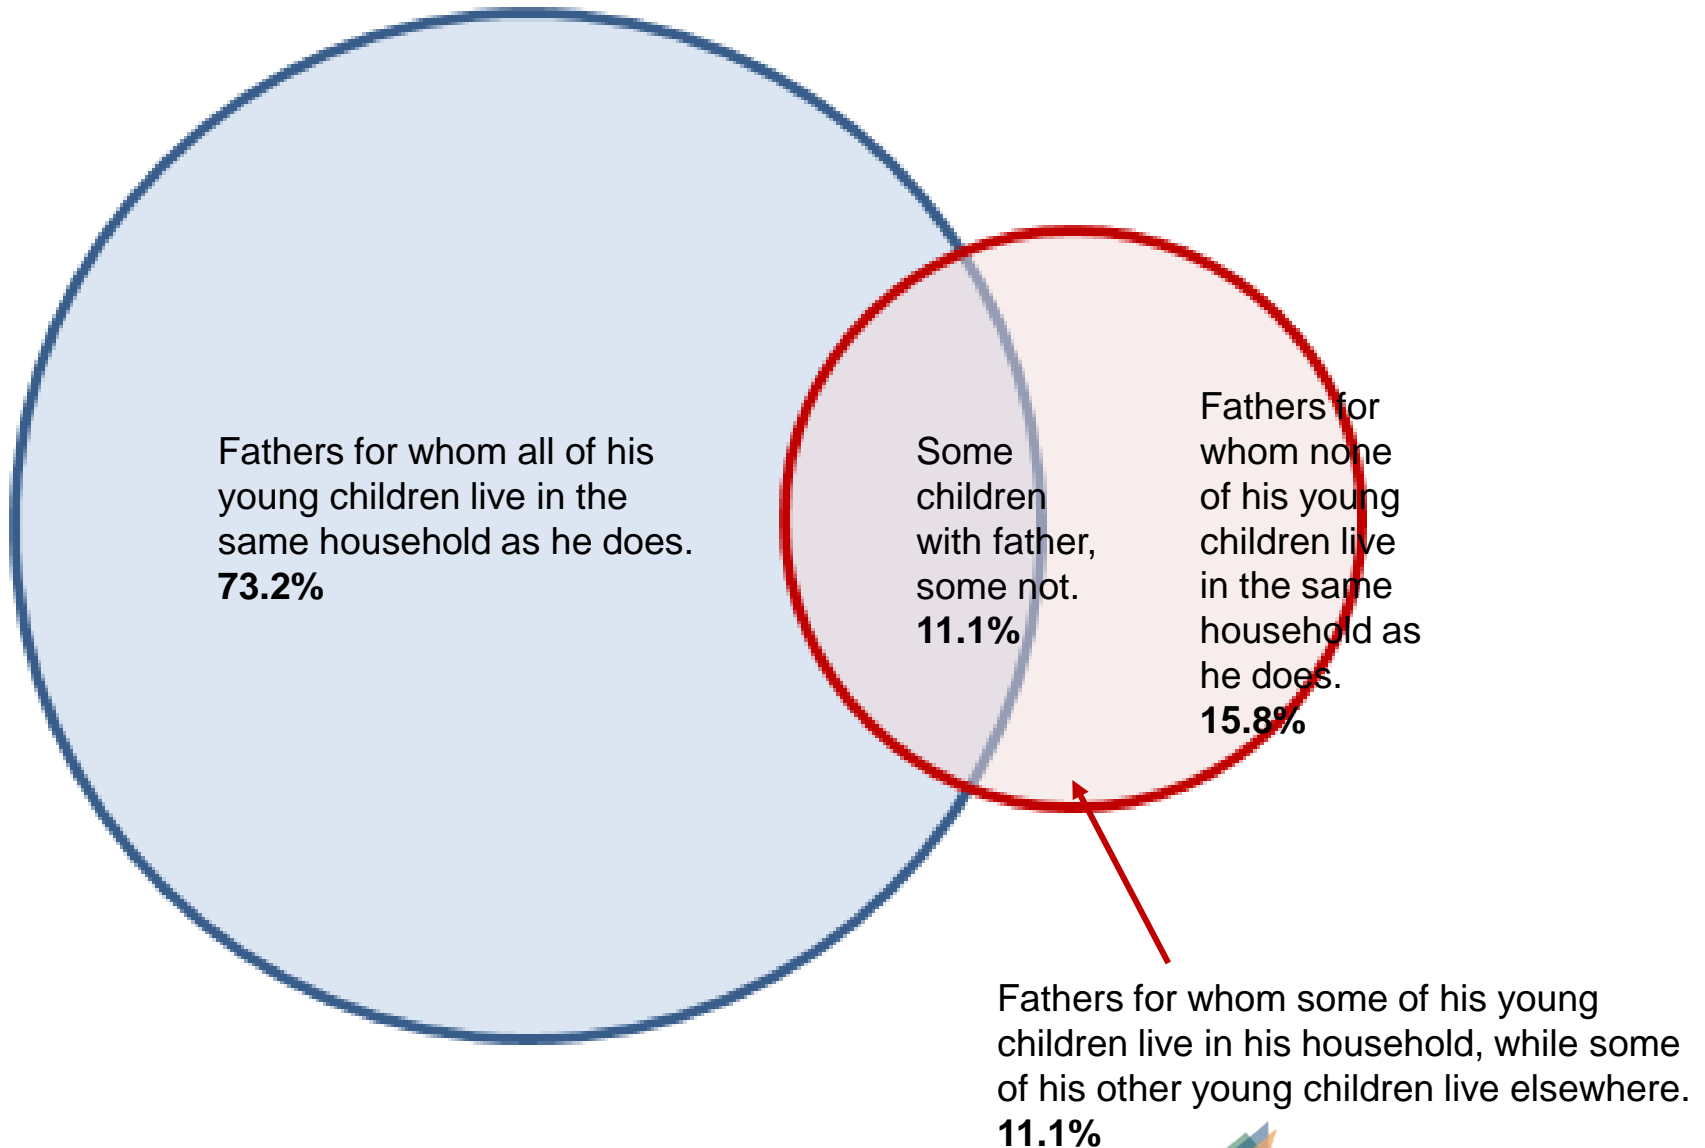 Fathers for whom all of his
young children live in the
same household as he does.
73.2%
Some
children
with father,
some not.
11.1%
Fathers for
whom none
of his young
children live
in the same
household as
he does.
15.8%
Fathers for whom some of his young
children live in his household, while some
of his other young children live elsewhere.
11.1%